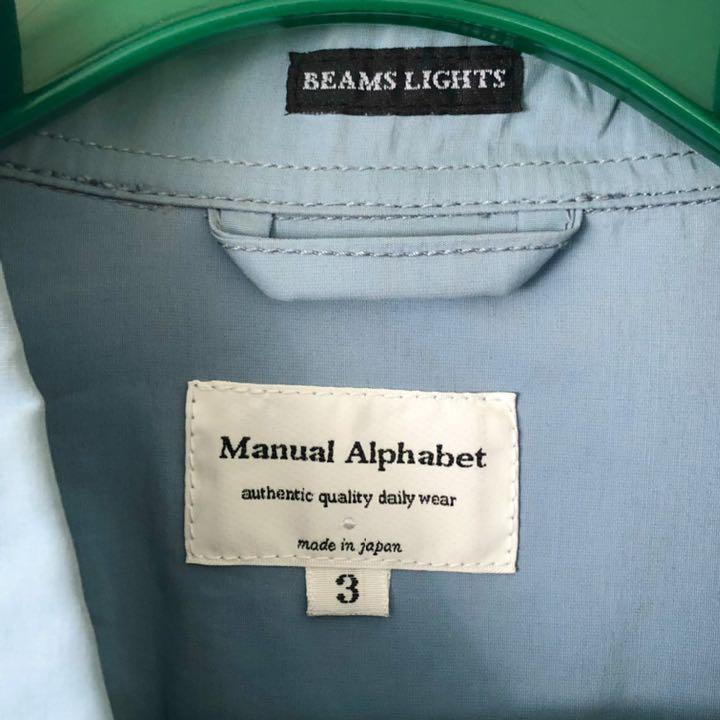 BEAMS LIGHTS
Manual Alphabet
authentic quality daily wear
made in japan
3